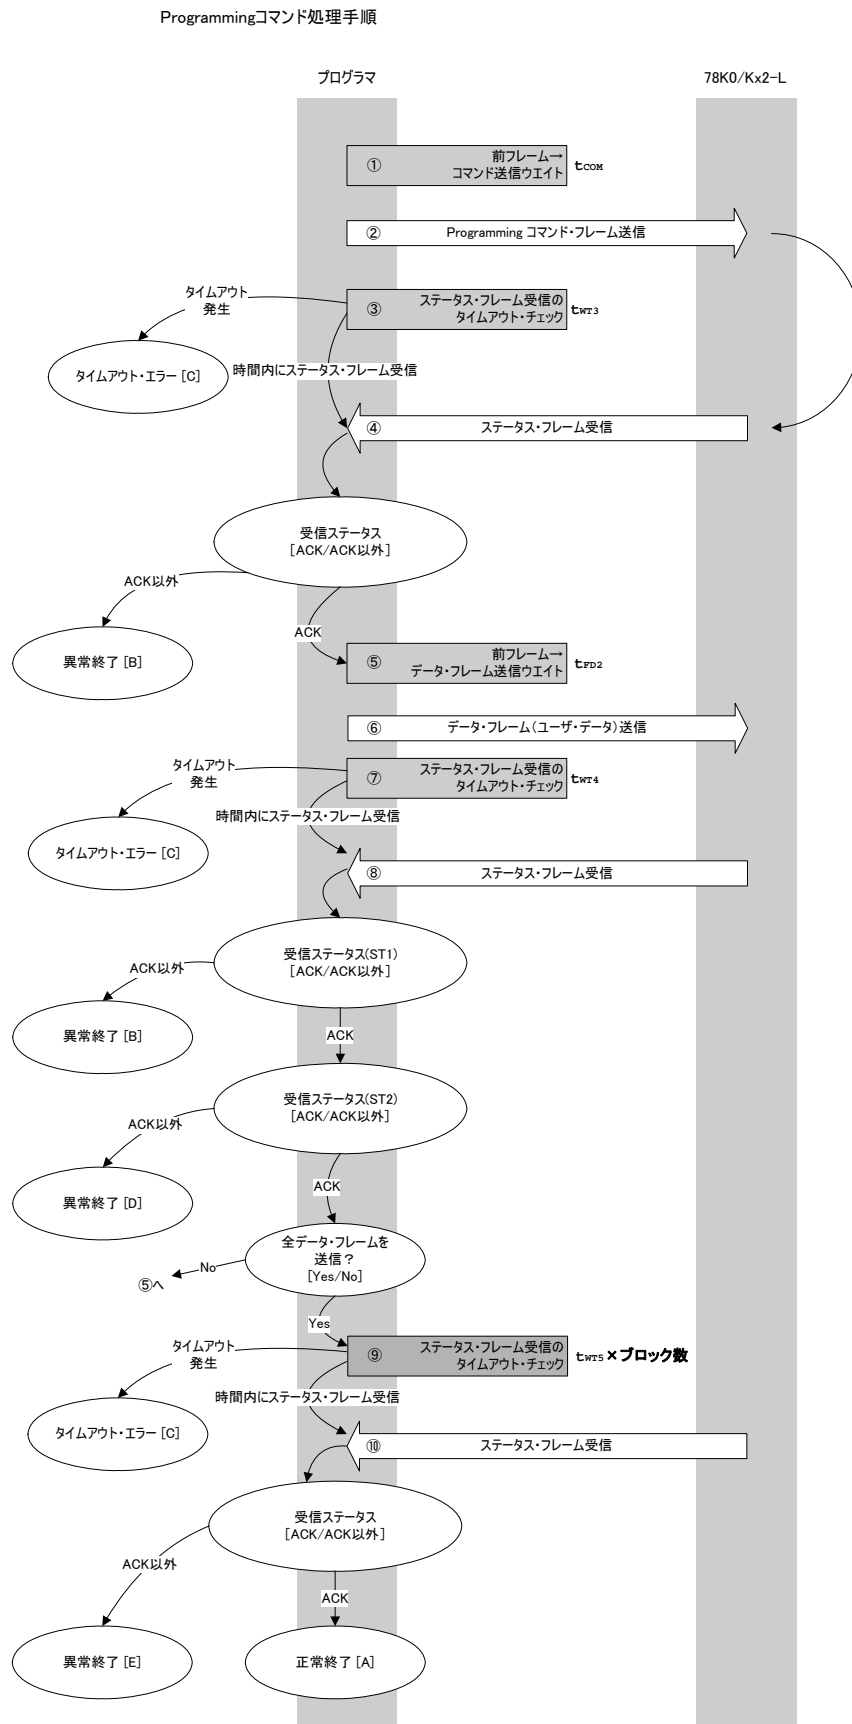 Programmingコマンド処理手順
プログラマ
78K0/Kx2-L
①
前フレーム→
コマンド送信ウエイト
tCOM
②
Programming コマンド・フレーム送信
タイムアウト
発生
③
ステータス・フレーム受信の
タイムアウト・チェック
tWT3
タイムアウト・エラー [C]
時間内にステータス・フレーム受信
④
ステータス・フレーム受信
受信ステータス
[ACK/ACK以外]
ACK以外
異常終了 [B]
ACK
⑤
前フレーム→
データ・フレーム送信ウエイト
tFD2
⑥
データ・フレーム(ユーザ・データ)送信
タイムアウト
発生
⑦
ステータス・フレーム受信の
タイムアウト・チェック
tWT4
時間内にステータス・フレーム受信
タイムアウト・エラー [C]
⑧
ステータス・フレーム受信
受信ステータス(ST1)
[ACK/ACK以外]
ACK以外
異常終了 [B]
ACK
受信ステータス(ST2)
[ACK/ACK以外]
ACK以外
異常終了 [D]
ACK
全データ・フレームを
送信？
[Yes/No]
No
⑤へ
Yes
タイムアウト
発生
⑨
ステータス・フレーム受信の
タイムアウト・チェック
tWT5×ブロック数
時間内にステータス・フレーム受信
タイムアウト・エラー [C]
⑩
ステータス・フレーム受信
受信ステータス
[ACK/ACK以外]
ACK以外
ACK
異常終了 [E]
正常終了 [A]